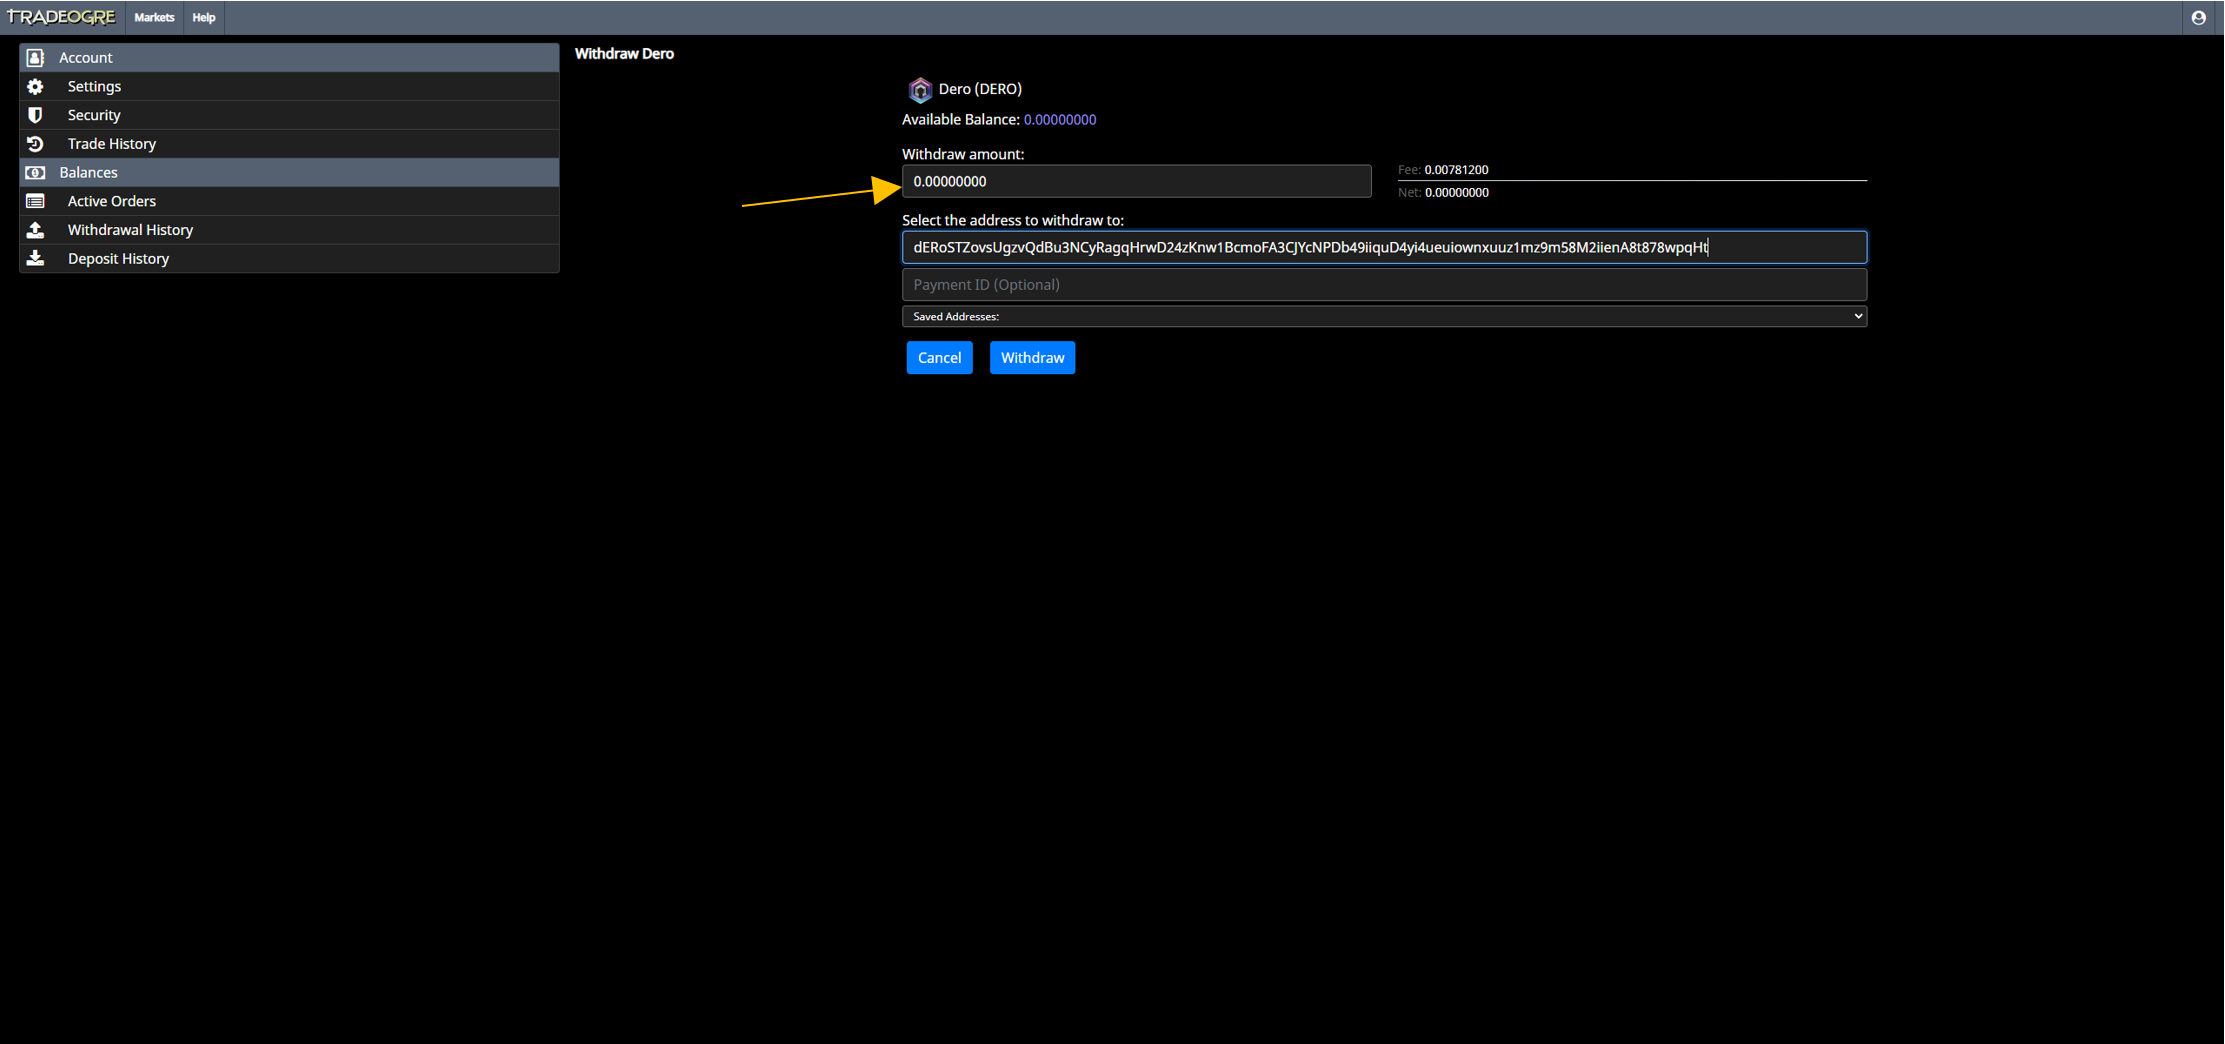 TRADEOGRE Markets Help
Account
Settings
Security
Trade History
Balances
Active Orders
Withdrawal History
Deposit History
Withdraw Dero
Dero (DERO)
Available Balance: 0.00000000
Withdraw amount:
0.00000000
Fee: 0.00781200
Net: 0.00000000
Select the address to withdraw to:
dERoSTZovsUgzvQdBu3NCyRagqHrwD24zKnw1BcmoFA3CJYcNPDb49iiquD4yi4ueuiownxuuz1mz9m58M2iienA8t878wpqHt
Payment ID (Optional)
Saved Addresses:
Cancel Withdraw